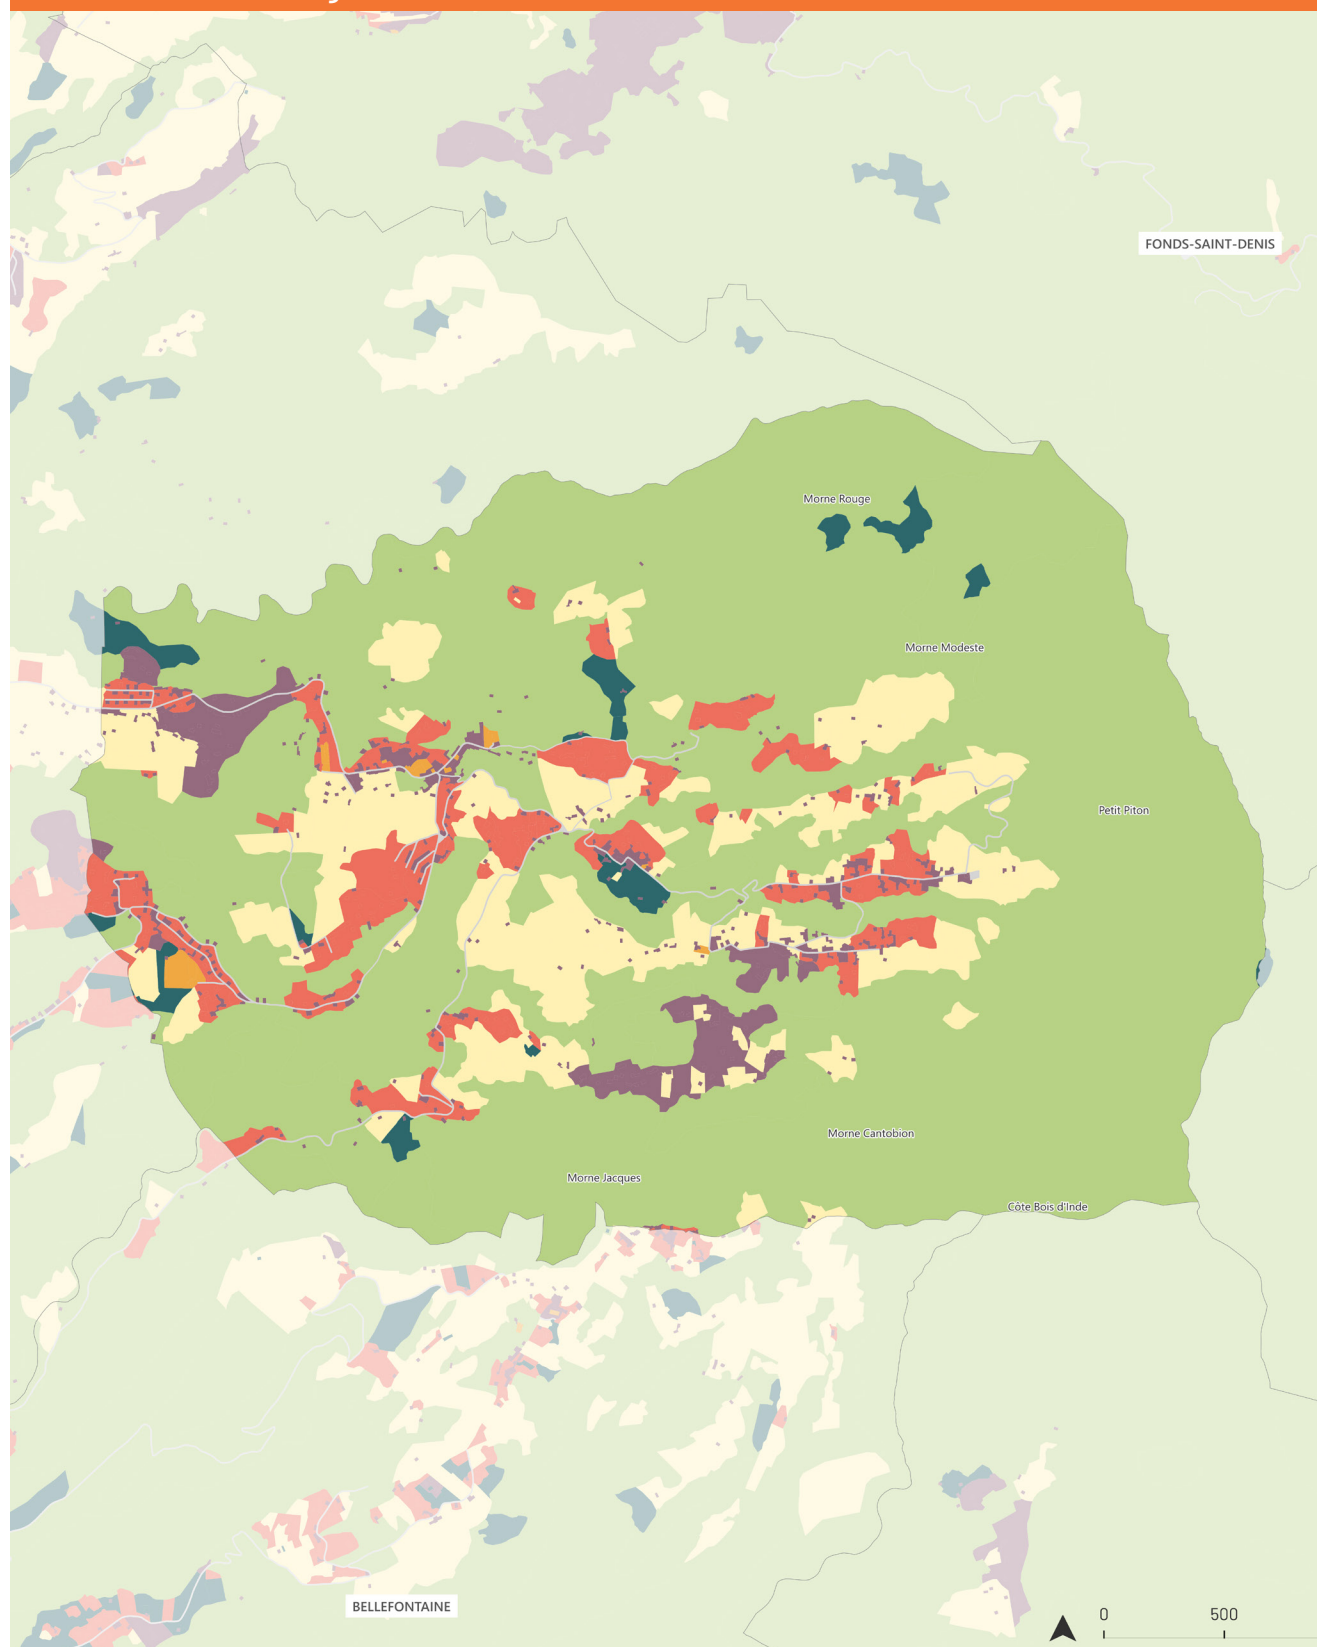 FONDS-SAINT-DENIS
Morne Rouge
Morne Modeste
Petit Piton
Morne Cantobion
Morne Jacques
Côte Bois d'Inde
BELLEFONTAINE
0 500